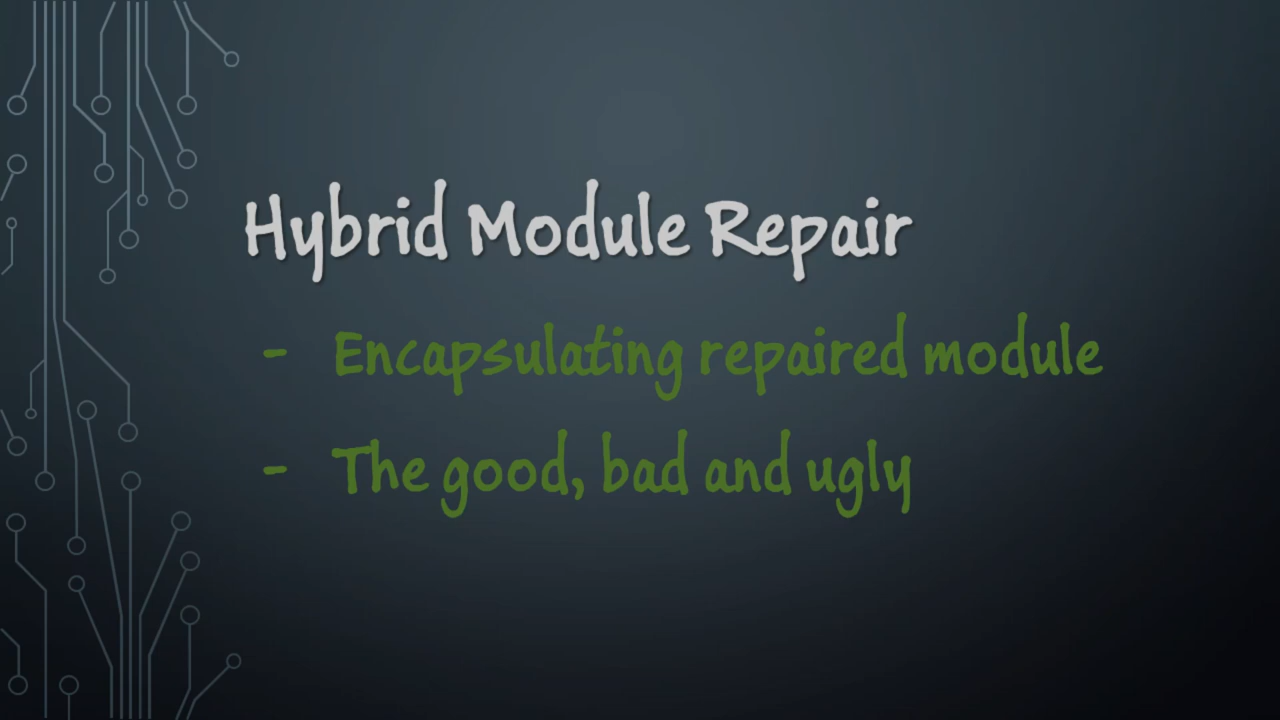 Hybrid Module Repair
- Encapsulating repaired module
- The good, bad and ugly